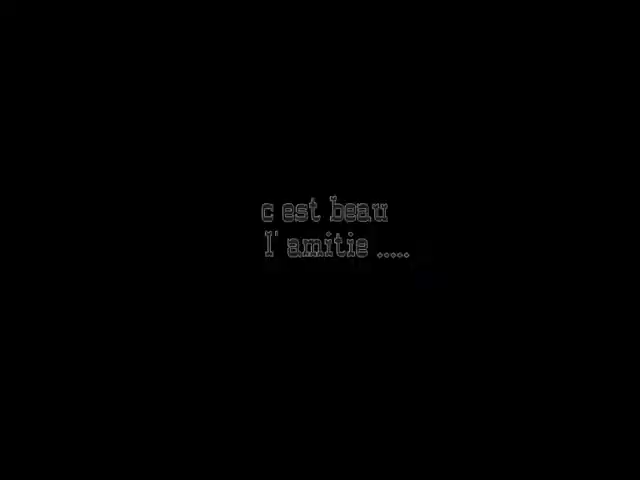 c est beau
l' amitie .....